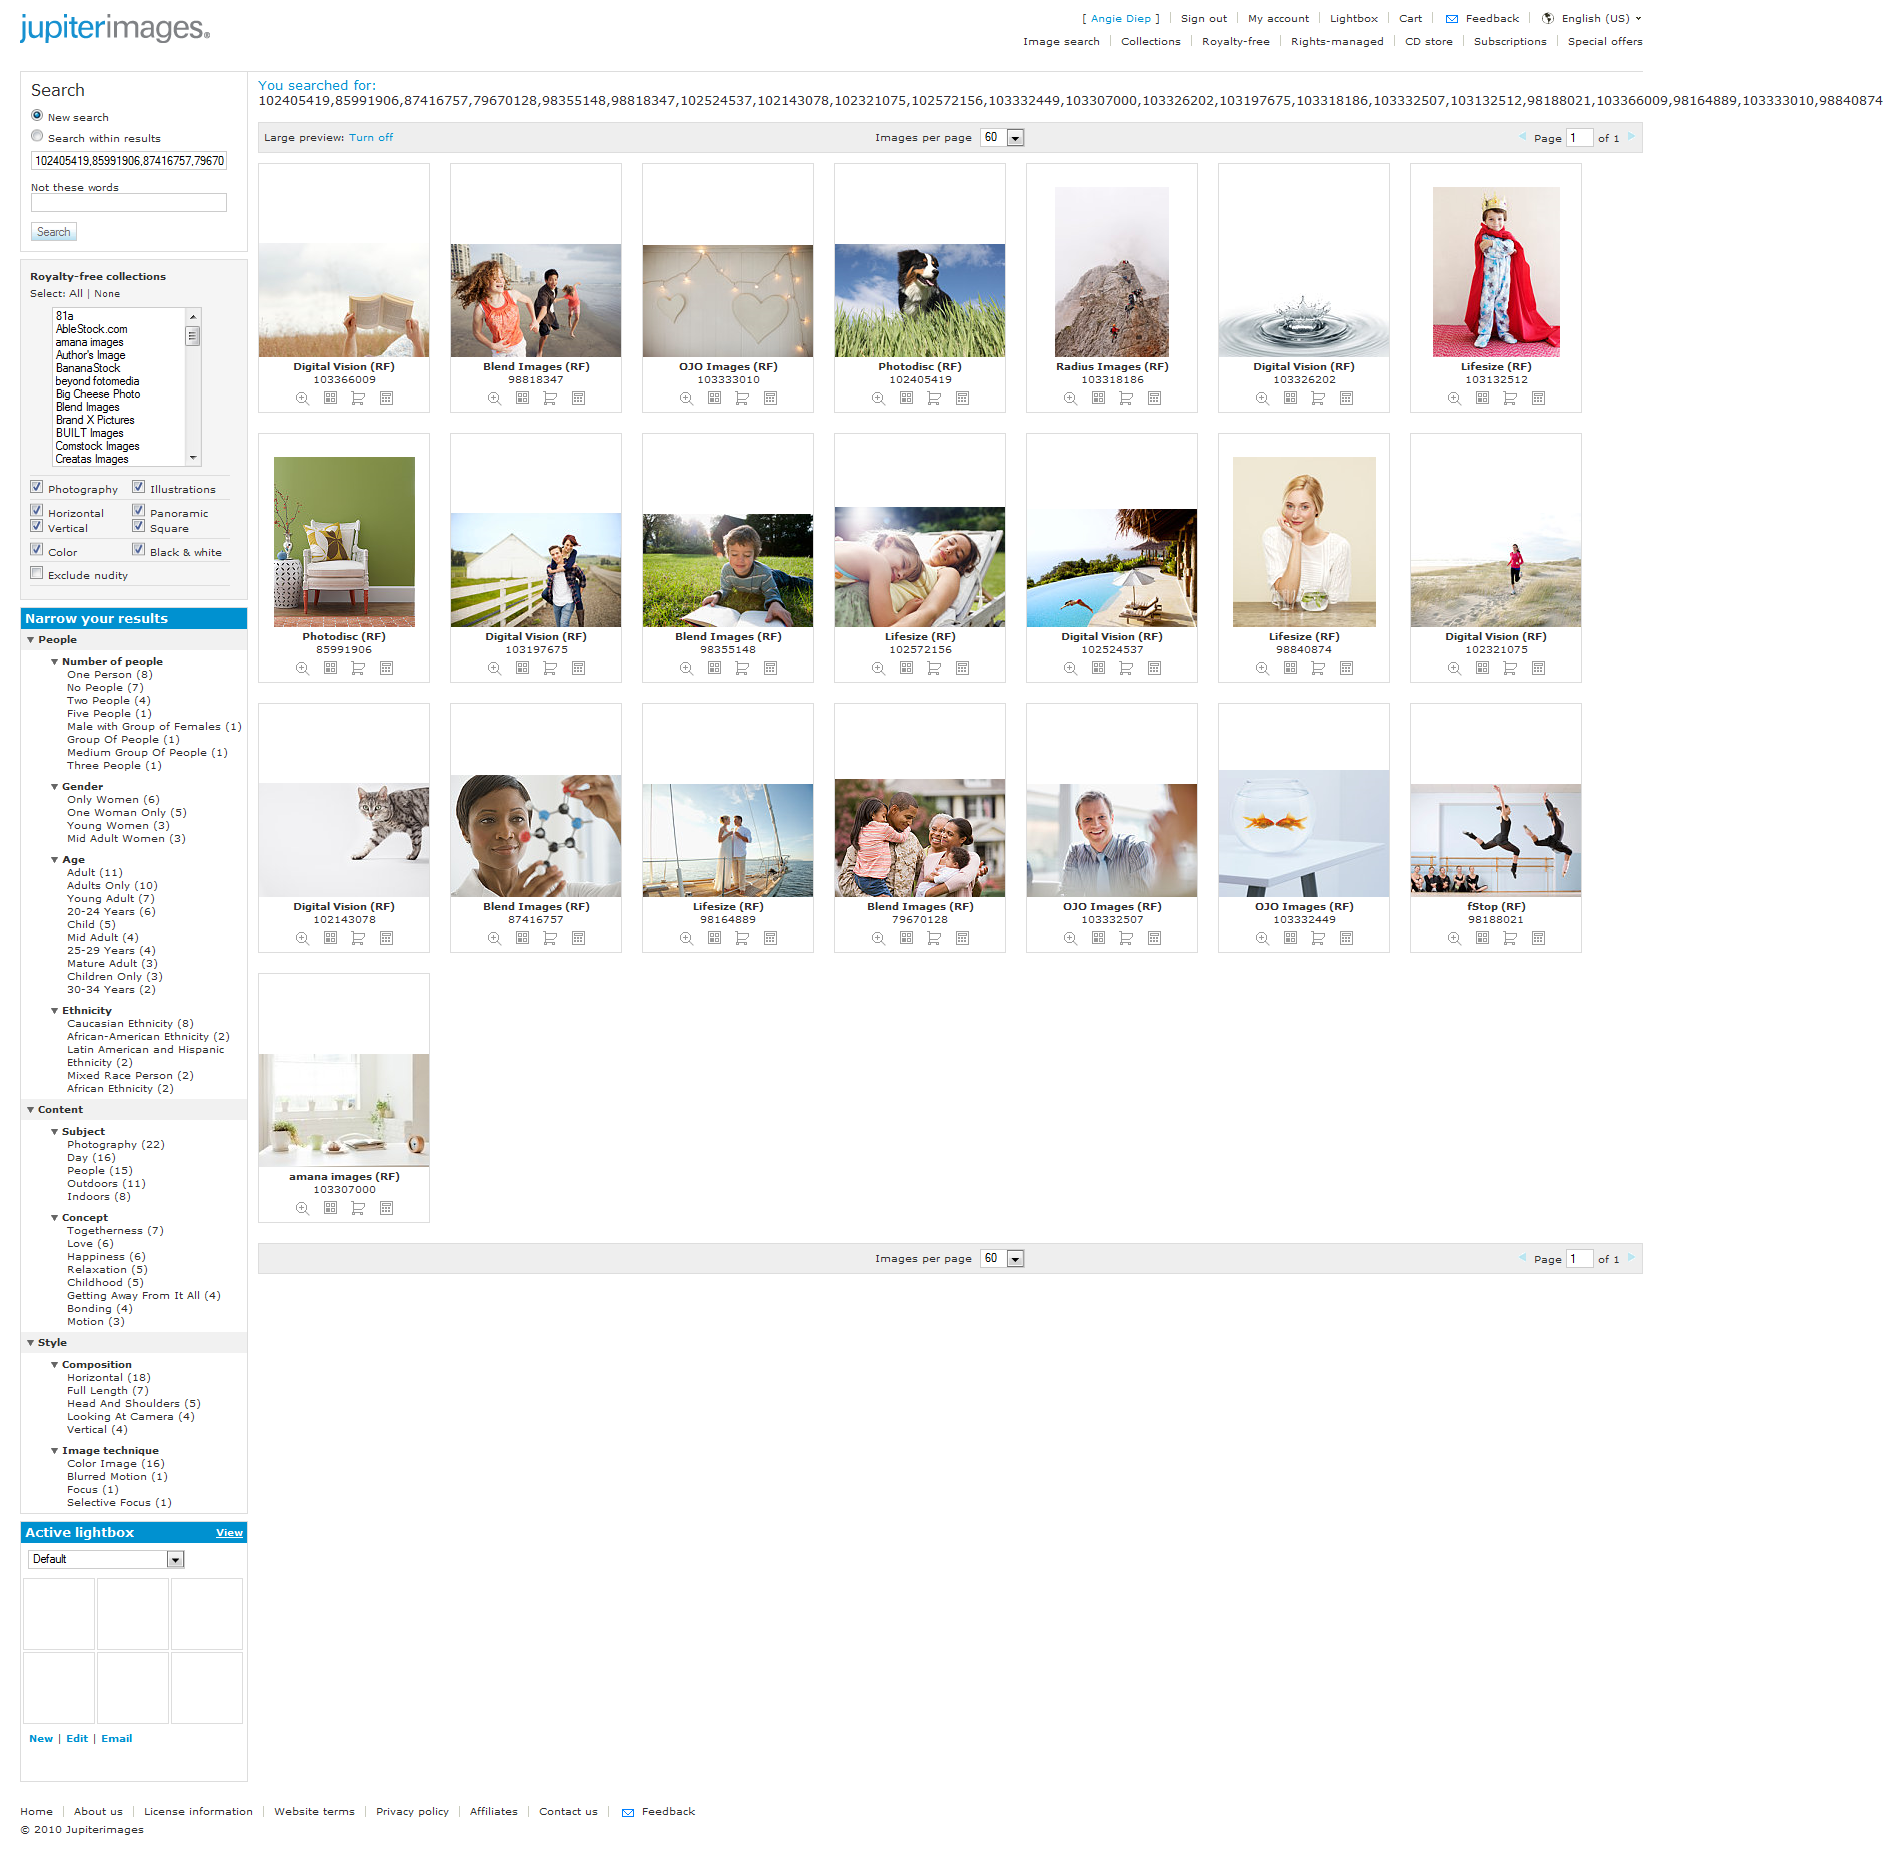 jupiterimages®
[ Angie Diep ] Sign out My account Lightbox Cart Feedback English (US)
Image search Collections Royalty-free Rights-managed CD store Subscriptions Special offers
Search
New search
Search within results
102405419,85991906,87416757,79670
Not these words
Search
Royalty-free collections
Select: All | None
81a
AbleStock.com
amana images
Author's Image
BananaStock
beyond fotomedia
Big Cheese Photo
Blend Images
Brand X Pictures
BUILT Images
Comstock Images
Creatas Images
Photography Illustrations
Horizontal Panoramic
Vertical Square
Color Black & white
Exclude nudity
Narrow your results
People
Number of people
One Person (8)
No People (7)
Two People (4)
Five People (1)
Male with Group of Females (1)
Group Of People (1)
Medium Group Of People (1)
Three People (1)
Gender
Only Women (6)
One Woman Only (5)
Young Women (3)
Mid Adult Women (3)
Age
Adult (11)
Adults Only (10)
Young Adult (7)
20-24 Years (6)
Child (5)
Mid Adult (4)
25-29 Years (4)
Mature Adult (3)
Children Only (3)
30-34 Years (2)
Ethnicity
Caucasian Ethnicity (8)
African-American Ethnicity (2)
Latin American and Hispanic
Ethnicity (2)
Mixed Race Person (2)
African Ethnicity (2)
Content
Subject
Photography (22)
Day (16)
People (15)
Outdoors (11)
Indoors (8)
Concept
Togetherness (7)
Love (6)
Happiness (6)
Relaxation (5)
Childhood (5)
Getting Away From It All (4)
Bonding (4)
Motion (3)
Style
Composition
Horizontal (18)
Full Length (7)
Head And Shoulders (5)
Looking At Camera (4)
Vertical (4)
Image technique
Color Image (16)
Blurred Motion (1)
Focus (1)
Selective Focus (1)
Active lightbox View
Default
New | Edit | Email
You searched for:
102405419,85991906,87416757,79670128,98355148,98818347,102524537,102143078,102321075,102572156,103332449,103307000,103326202,103197675,103318186,103332507,103132512,98188021,103366009,98164889,103333010,98840874
Large preview: Turn off Images per page 60 Page 1 of 1
Digital Vision (RF) Blend Images (RF) OJO Images (RF) Photodisc (RF) Radius Images (RF) Digital Vision (RF) Lifesize (RF)
103366009 98818347 103333010 102405419 103318186 103326202 103132512
Photodisc (RF) Digital Vision (RF) Blend Images (RF) Lifesize (RF) Digital Vision (RF) Lifesize (RF) Digital Vision (RF)
85991906 103197675 98355148 102572156 102524537 98840874 102321075
Digital Vision (RF) Blend Images (RF) Lifesize (RF) Blend Images (RF) OJO Images (RF) OJO Images (RF) fStop (RF)
102143078 87416757 98164889 79670128 103332507 103332449 98188021
amana images (RF)
103307000
Images per page 60 Page 1 of 1
Home About us License information Website terms Privacy policy Affiliates Contact us Feedback
© 2010 Jupiterimages